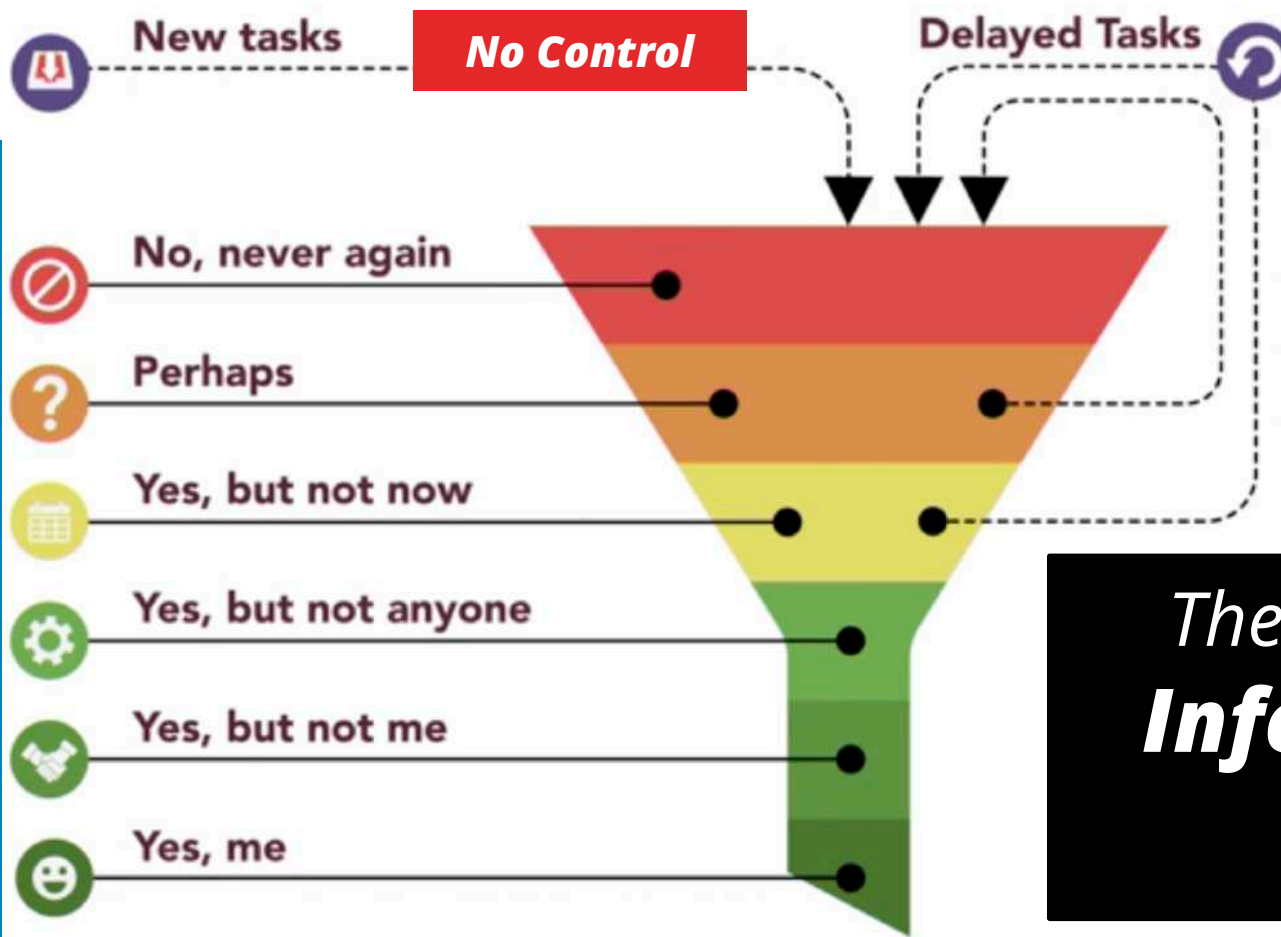 New tasks
No Control
Delayed Tasks
No, never again
Perhaps
?
Yes, but not now
Yes, but not anyone
Yes, but not me
Yes, me
The